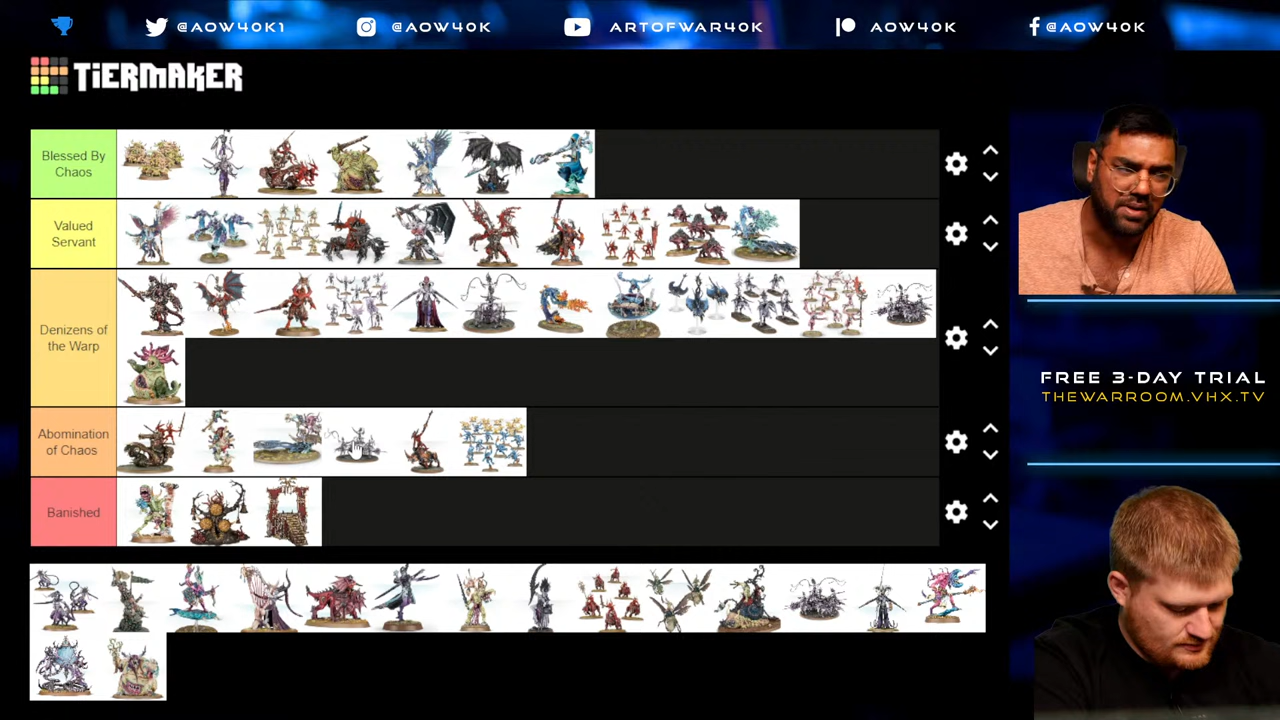 @AOW40K1
@AOW40K
ARTOFWAR40K
AOW40K
@AOW40K
TiERMAKER
Blessed By
Chaos
Valued
Servant
Denizens of
the Warp
Abomination
of Chaos
Banished
FREE 3-DAY TRIAL
THEWARROOM.VHX.TV